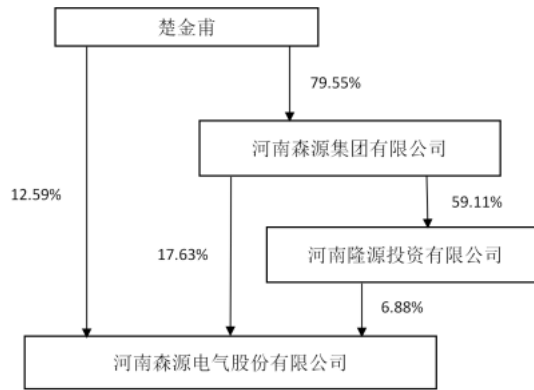 楚金甫
79.55%
河南森源集团有限公司
12.59%
59.11%
17.63%
河南隆源投资有限公司
6.88%
河南森源电气股份有限公司